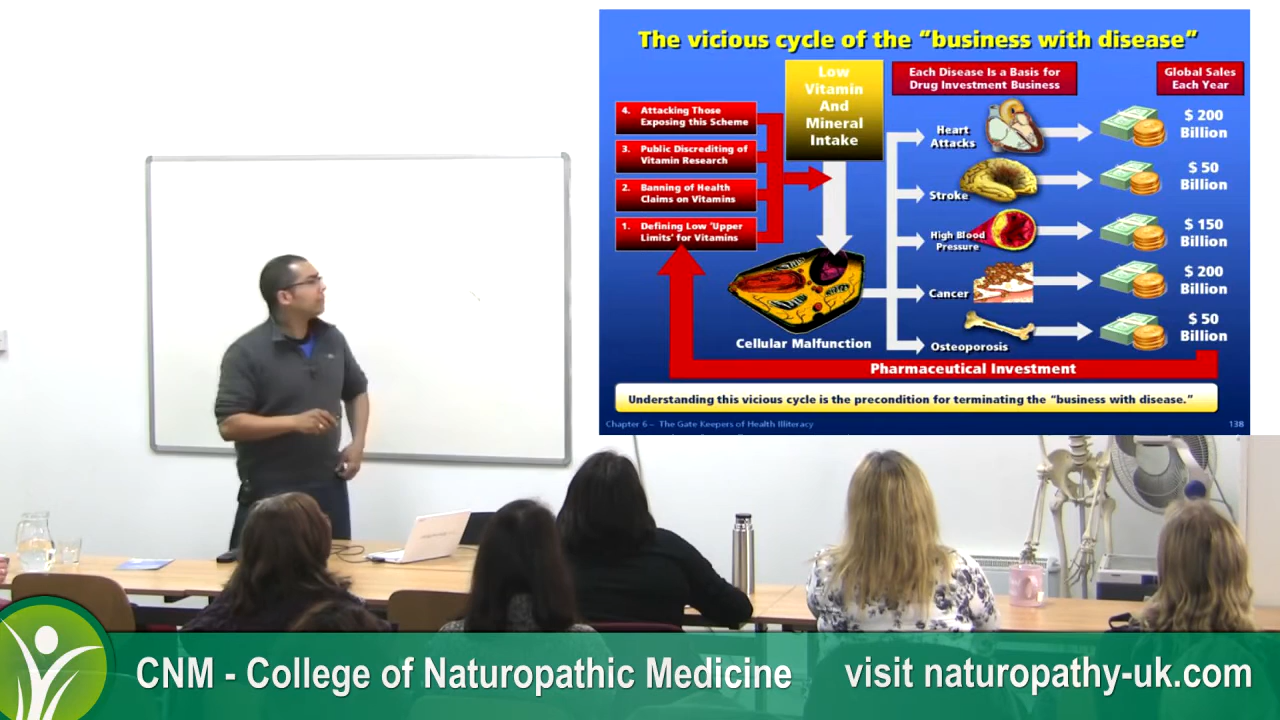 The vicious cycle of the "business with disease"
Low
Vitamin
And
Mineral
Intake
Each Disease Is a Basis for
Drug Investment Business
Global Sales
Each Year
4. Attacking Those
Exposing this Scheme
3. Public Discrediting of
Vitamin Research
2. Banning of Health
Claims on Vitamins
1. Defining Low 'Upper
Limits' for Vitamins
Heart
Attacks
$ 200
Billion
Stroke
$ 50
Billion
High Blood
Pressure
$ 150
Billion
Cancer
$ 200
Billion
Osteoporosis
$ 50
Billion
Cellular Malfunction
Pharmaceutical Investment
Understanding this vicious cycle is the precondition for terminating the "business with disease."
Chapter 6 – The Gate Keepers of Health Illiteracy
138
CNM - College of Naturopathic Medicine
visit naturopathy-uk.com